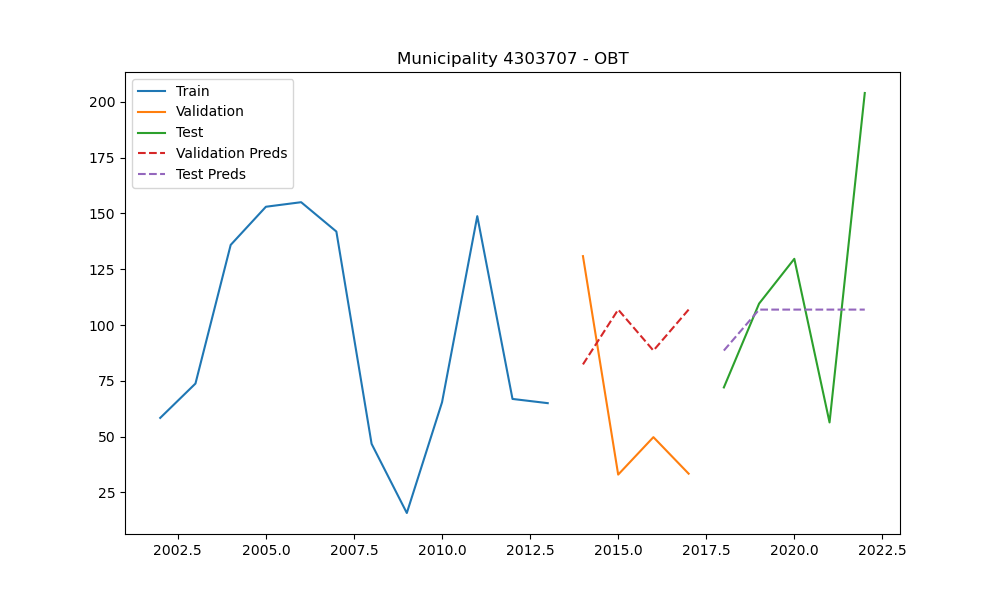 Municipality 4303707 - OBT
Train
Validation
Test
Validation Preds
Test Preds
200
175
150
125
100
75
50
25
2002.5 2005.0 2007.5 2010.0 2012.5 2015.0 2017.5 2020.0 2022.5